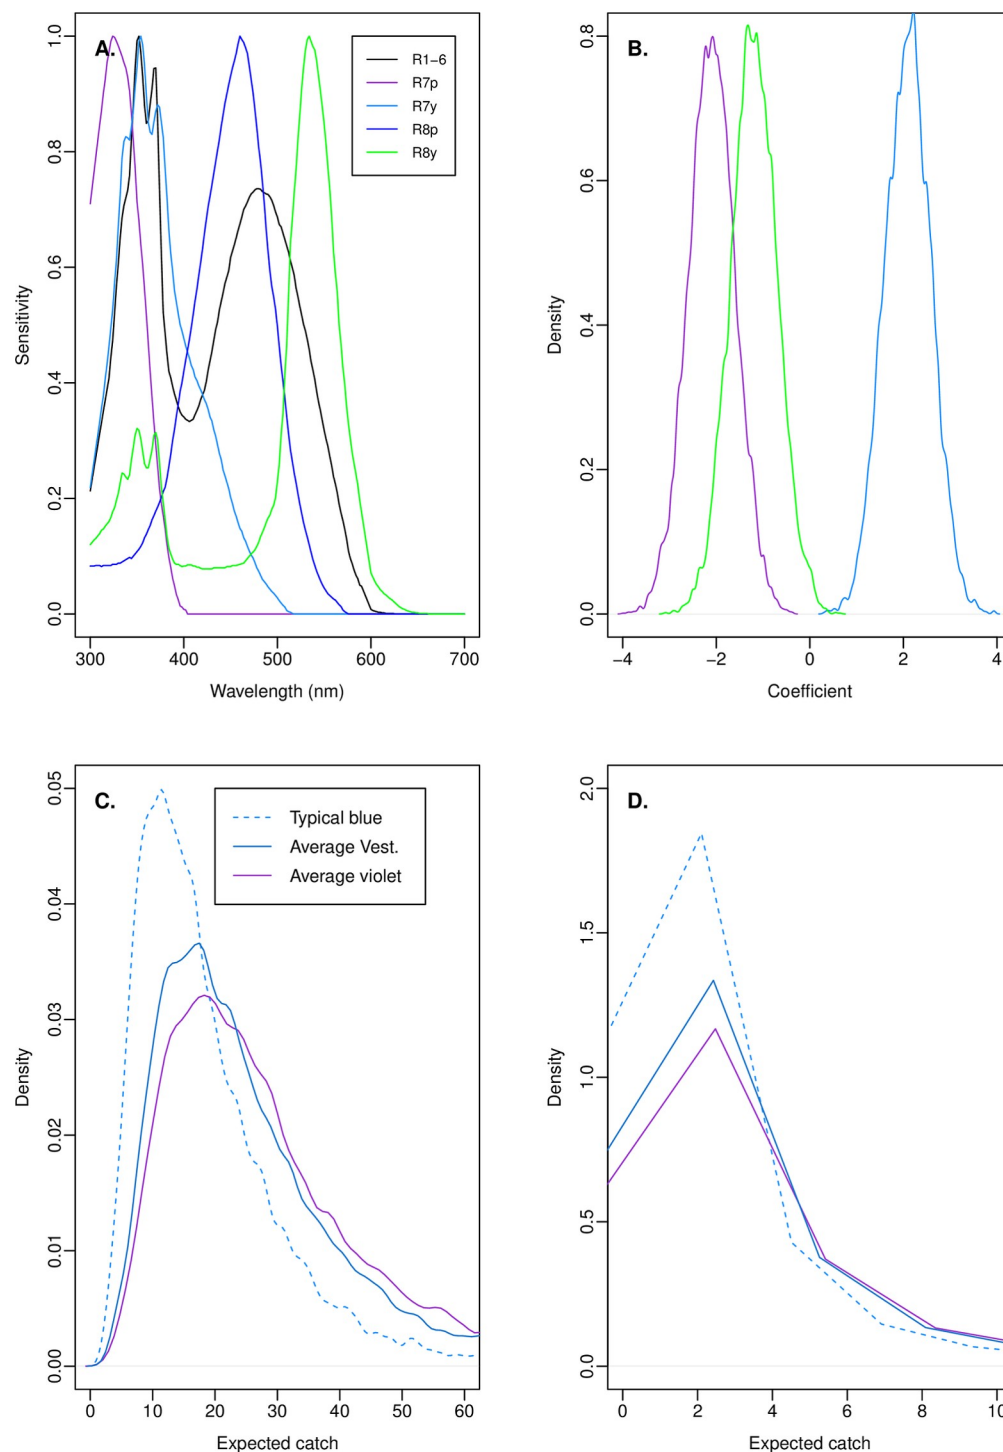 A.
R1−6
R7p
R7y
R8p
R8y
Sensitivity
0.0
0.2
0.4
0.6
0.8
1.0
300
400
500
600
700
Wavelength (nm)
B.
Density
0.0
0.2
0.4
0.6
0.8
−4
−2
0
2
4
Coefficient
C.
Typical blue
Average Vest.
Average violet
Density
0.00
0.01
0.02
0.03
0.04
0.05
0
10
20
30
40
50
60
Expected catch
D.
Density
0.0
0.5
1.0
1.5
2.0
0
2
4
6
8
10
Expected catch